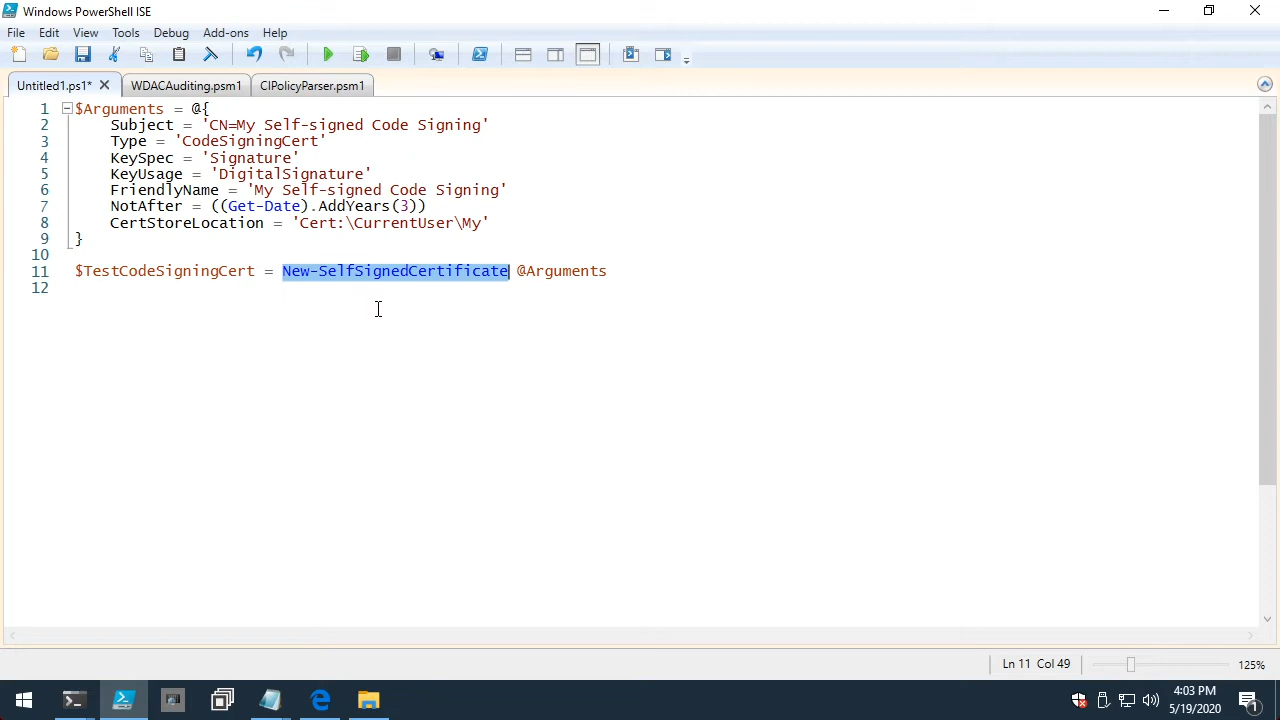 Windows PowerShell ISE
File Edit View Tools Debug Add-ons Help
Untitled1.ps1* WDACAuditing.psm1 CIPolicyParser.psm1
1 $Arguments = @{
2 Subject = 'CN=My Self-signed Code Signing'
3 Type = 'CodeSigningCert'
4 KeySpec = 'Signature'
5 KeyUsage = 'DigitalSignature'
6 FriendlyName = 'My Self-signed Code Signing'
7 NotAfter = ((Get-Date).AddYears(3))
8 CertStoreLocation = 'Cert:\CurrentUser\My'
9 }
10
11 $TestCodeSigningCert = New-SelfSignedCertificate @Arguments
12
Ln 11 Col 49 125%
4:03 PM
5/19/2020
1